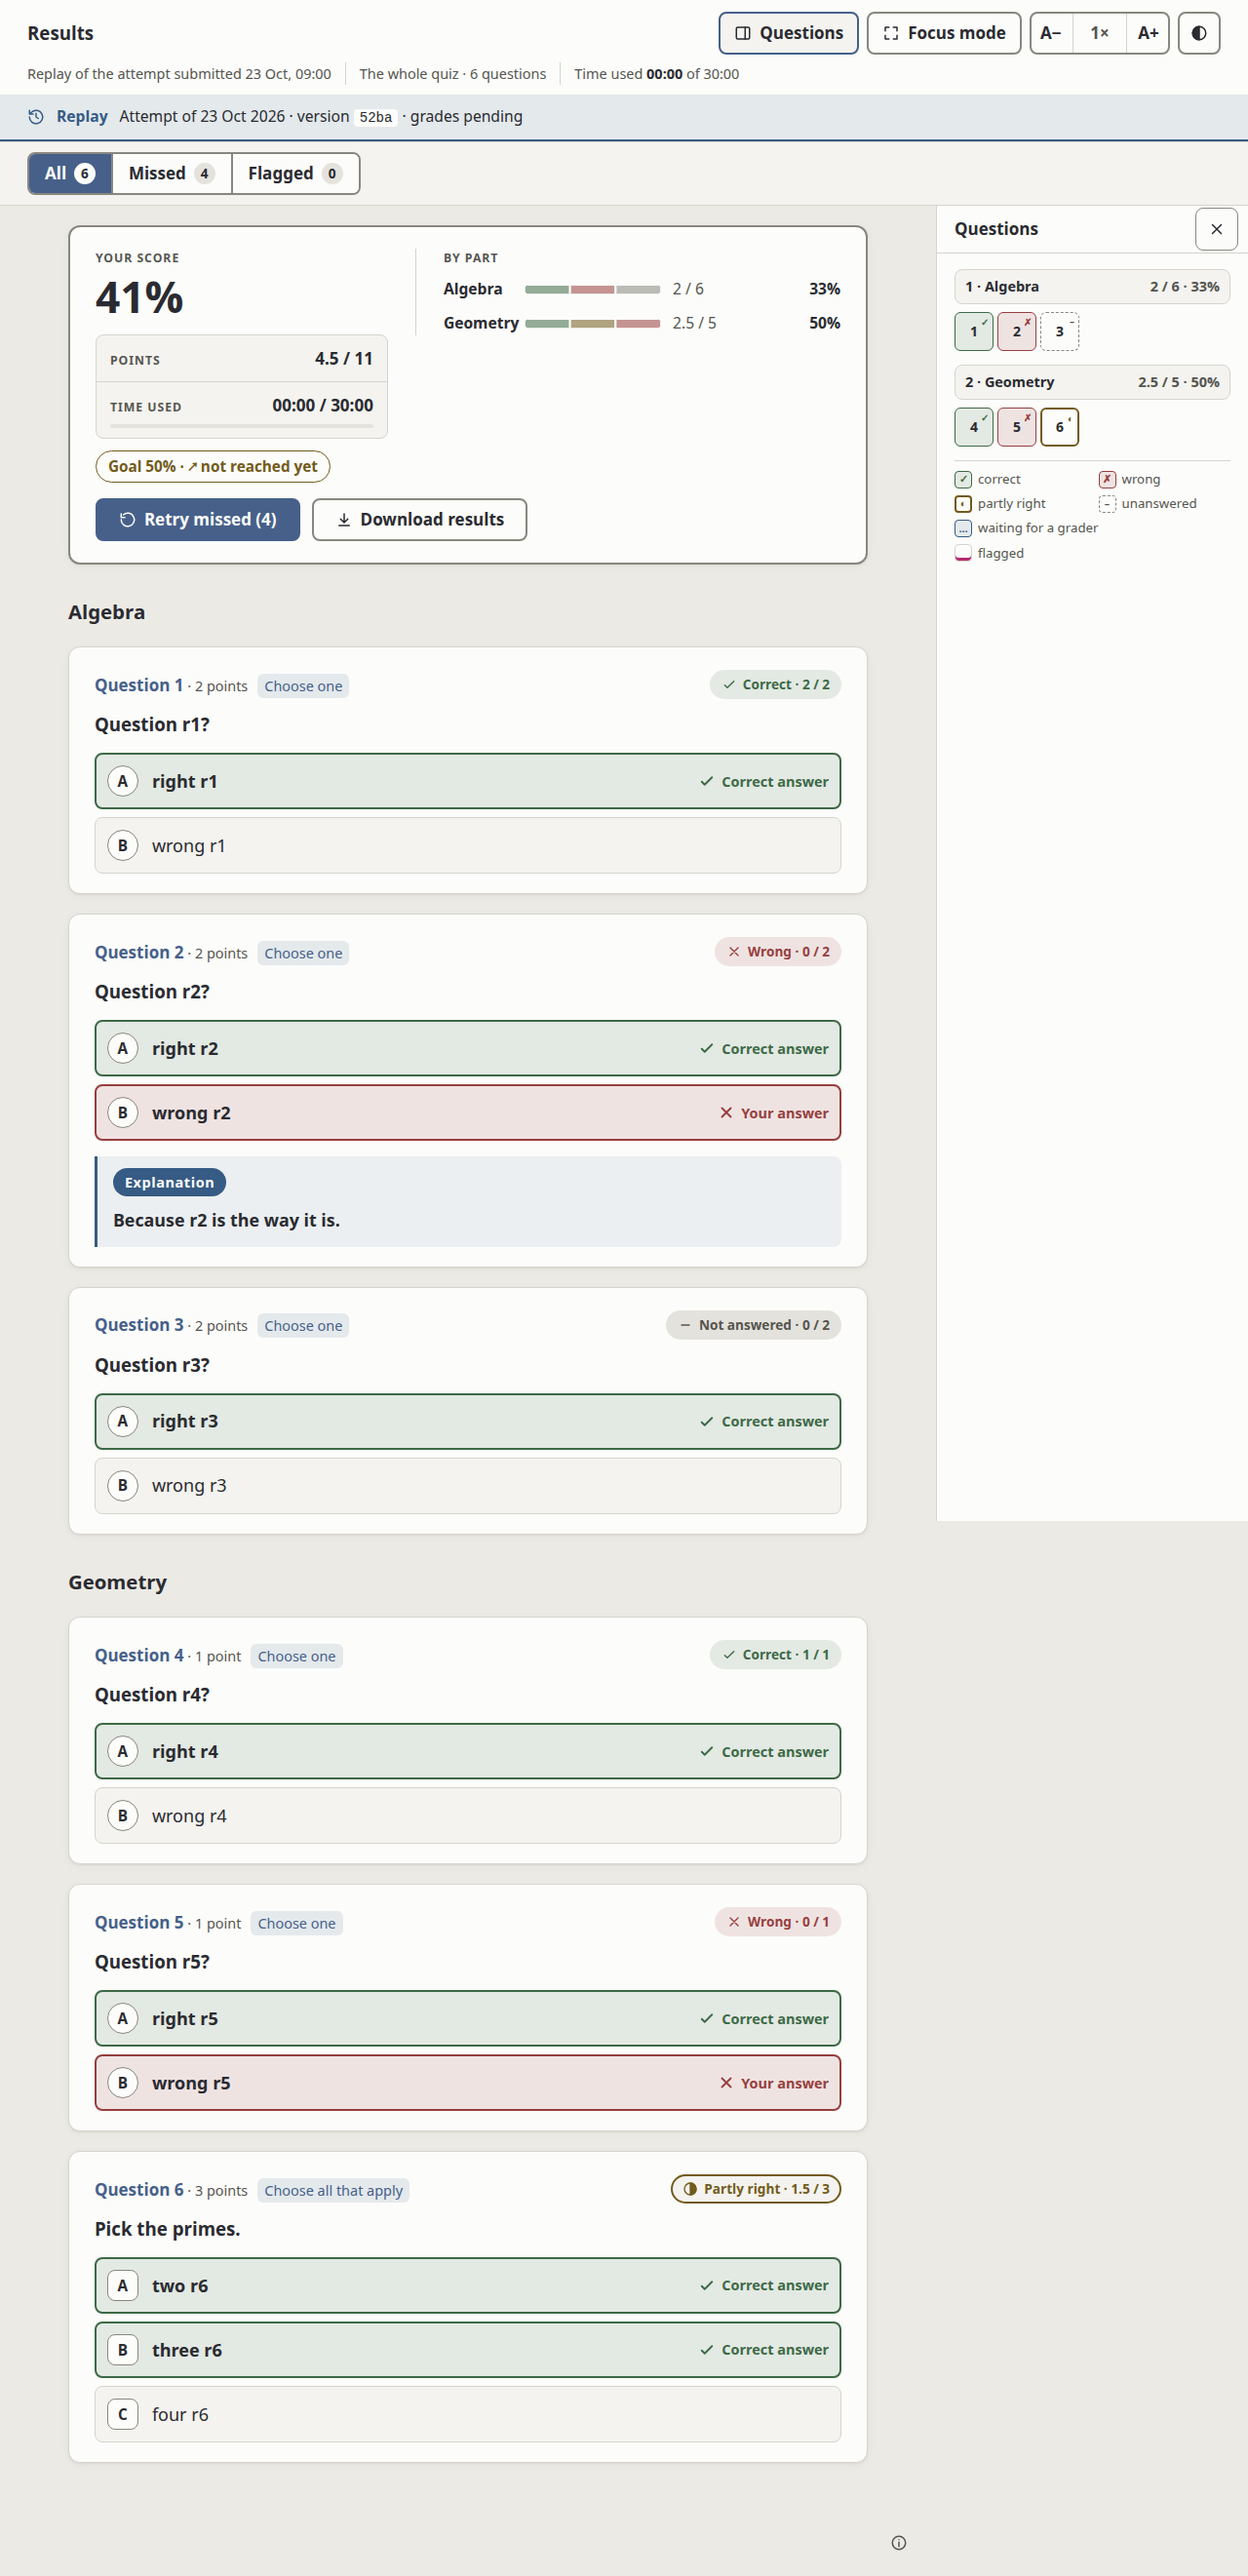 Results
Questions
Focus mode
A−
1×
A+
Replay of the attempt submitted 23 Oct, 09:00
The whole quiz · 6 questions
Time used 00:00 of 30:00
Replay Attempt of 23 Oct 2026 · version 52ba · grades pending
All 6
Missed 4
Flagged 0
YOUR SCORE
41%
POINTS 4.5 / 11
TIME USED 00:00 / 30:00
Goal 50% · ↗ not reached yet
Retry missed (4)
Download results
BY PART
Algebra 2 / 6 33%
Geometry 2.5 / 5 50%
Questions
1 · Algebra 2 / 6 · 33%
1 ✓
2 ✗
3 –
2 · Geometry 2.5 / 5 · 50%
4 ✓
5 ✗
6
✓ correct
✗ wrong
partly right
– unanswered
… waiting for a grader
flagged
Algebra
Question 1 · 2 points Choose one
✓ Correct · 2 / 2
Question r1?
A right r1 ✓ Correct answer
B wrong r1
Question 2 · 2 points Choose one
✕ Wrong · 0 / 2
Question r2?
A right r2 ✓ Correct answer
B wrong r2 ✕ Your answer
Explanation
Because r2 is the way it is.
Question 3 · 2 points Choose one
– Not answered · 0 / 2
Question r3?
A right r3 ✓ Correct answer
B wrong r3
Geometry
Question 4 · 1 point Choose one
✓ Correct · 1 / 1
Question r4?
A right r4 ✓ Correct answer
B wrong r4
Question 5 · 1 point Choose one
✕ Wrong · 0 / 1
Question r5?
A right r5 ✓ Correct answer
B wrong r5 ✕ Your answer
Question 6 · 3 points Choose all that apply
Partly right · 1.5 / 3
Pick the primes.
A two r6 ✓ Correct answer
B three r6 ✓ Correct answer
C four r6